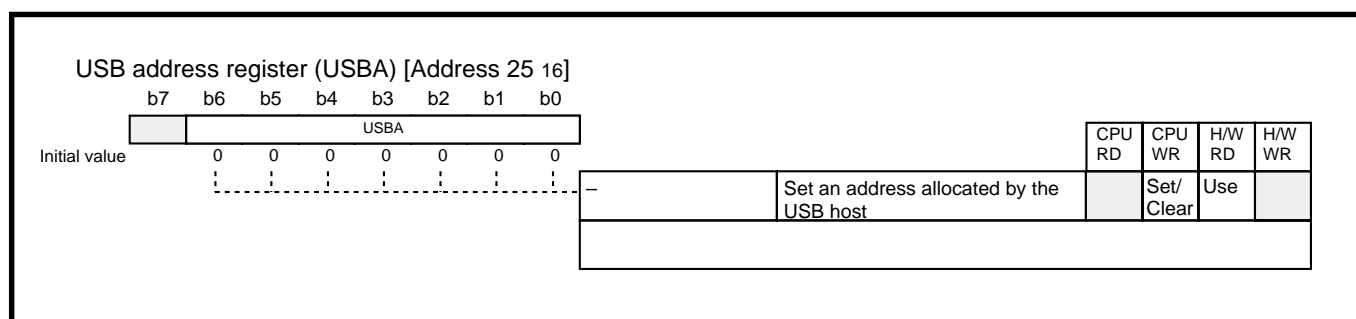 USB address register (USBA) [Address 25 16]
b7 b6 b5 b4 b3 b2 b1 b0
USBA
Initial value 0 0 0 0 0 0 0
CPU RD CPU WR H/W RD H/W WR
– Set an address allocated by the Set/ Use
USB host Clear